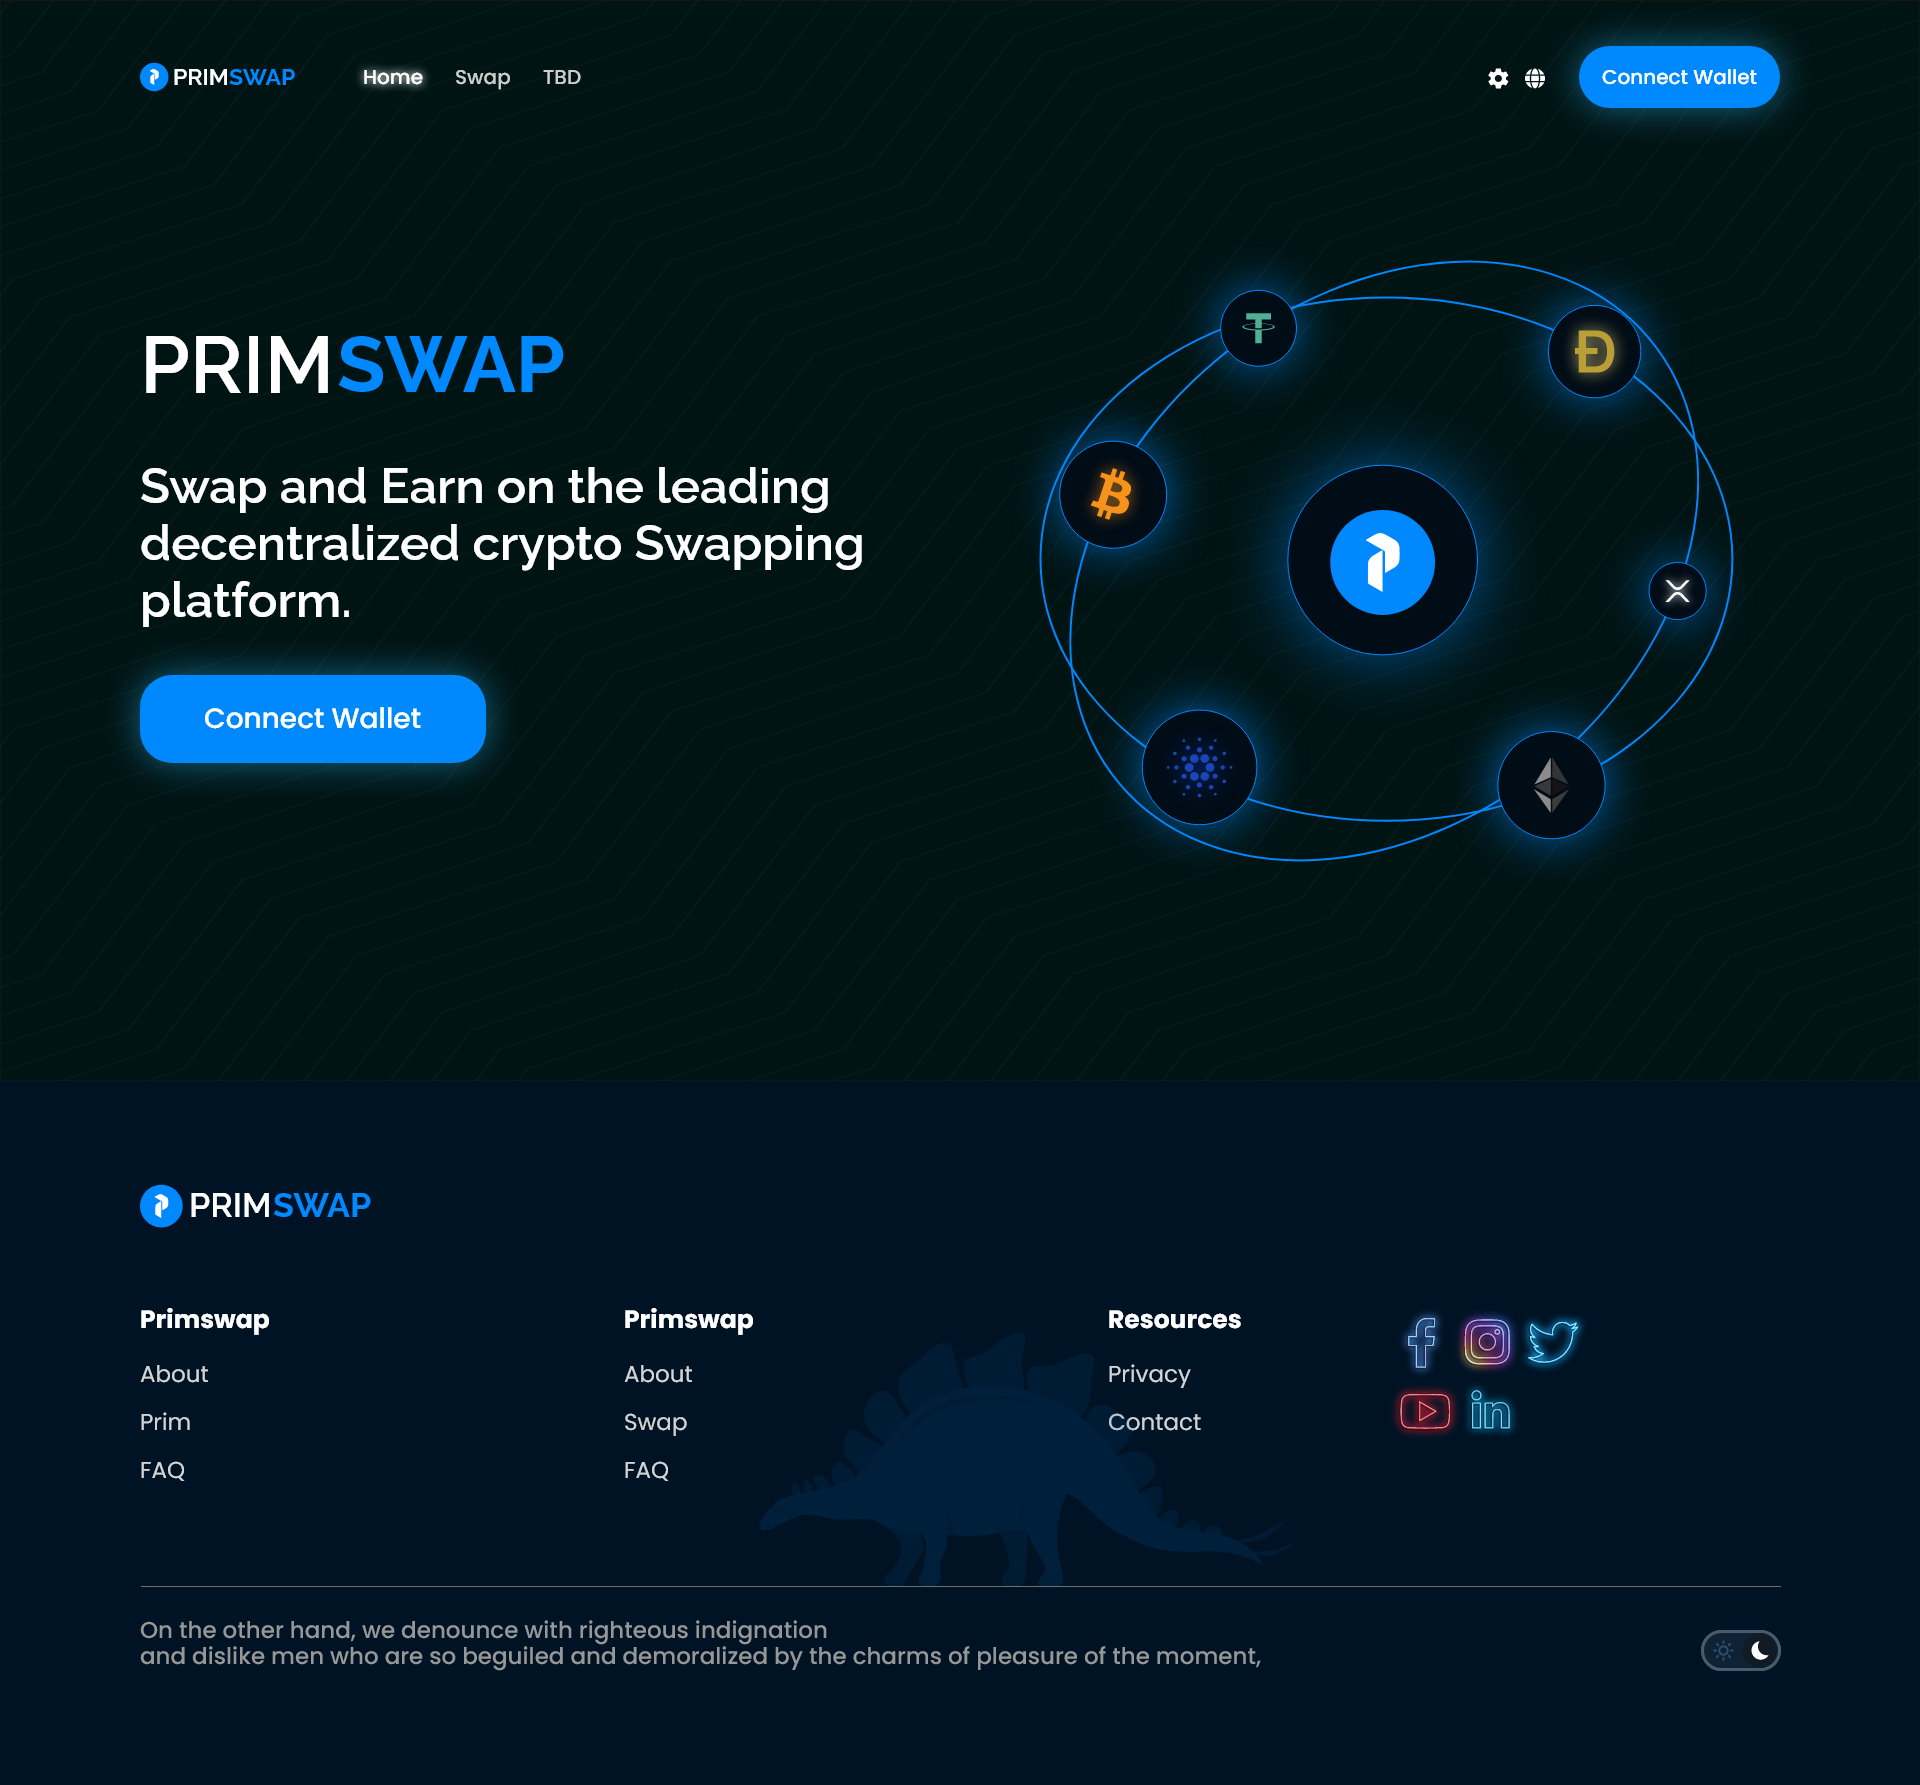 PRIMSWAP
Home Swap TBD
Connect Wallet
PRIMSWAP
Swap and Earn on the leading
decentralized crypto Swapping
platform.
Connect Wallet
PRIMSWAP
Primswap
About
Prim
FAQ
Primswap
About
Swap
FAQ
Resources
Privacy
Contact
On the other hand, we denounce with righteous indignation
and dislike men who are so beguiled and demoralized by the charms of pleasure of the moment,